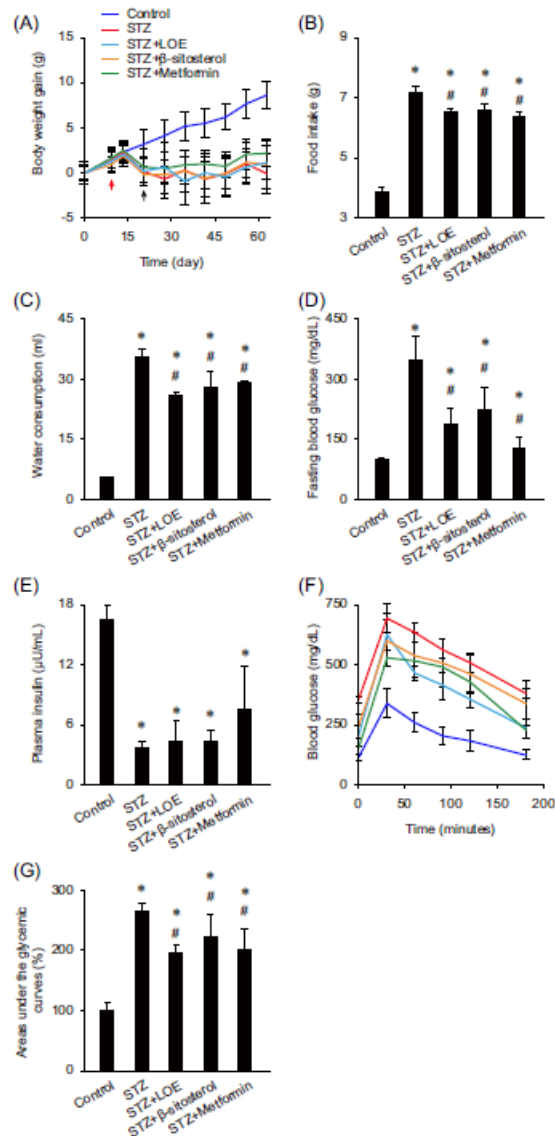 (A)
Control
STZ
STZ+LOE
STZ+β-sitosterol
STZ+Metformin
Body weight gain (g)
15
10
5
0
-5
0 15 30 45 60
Time (day)
(B)
Food intake (g)
9
7
5
3
*
*
#
*
#
*
#
Control
STZ
STZ+LOE
STZ+β-sitosterol
STZ+Metformin
(C)
Water consumption (ml)
45
30
15
0
*
*
#
*
#
*
#
Control
STZ
STZ+LOE
STZ+β-sitosterol
STZ+Metformin
(D)
Fasting blood glucose (mg/dL)
450
300
150
0
*
*
#
*
#
*
#
Control
STZ
STZ+LOE
STZ+β-sitosterol
STZ+Metformin
(E)
Plasma insulin (μU/mL)
18
12
6
0
*
*
*
*
Control
STZ
STZ+LOE
STZ+β-sitosterol
STZ+Metformin
(F)
Blood glucose (mg/dL)
750
500
250
0
0 50 100 150 200
Time (minutes)
(G)
Areas under the glycemic
curves (%)
300
200
100
0
*
*
#
*
#
*
#
Control
STZ
STZ+LOE
STZ+β-sitosterol
STZ+Metformin